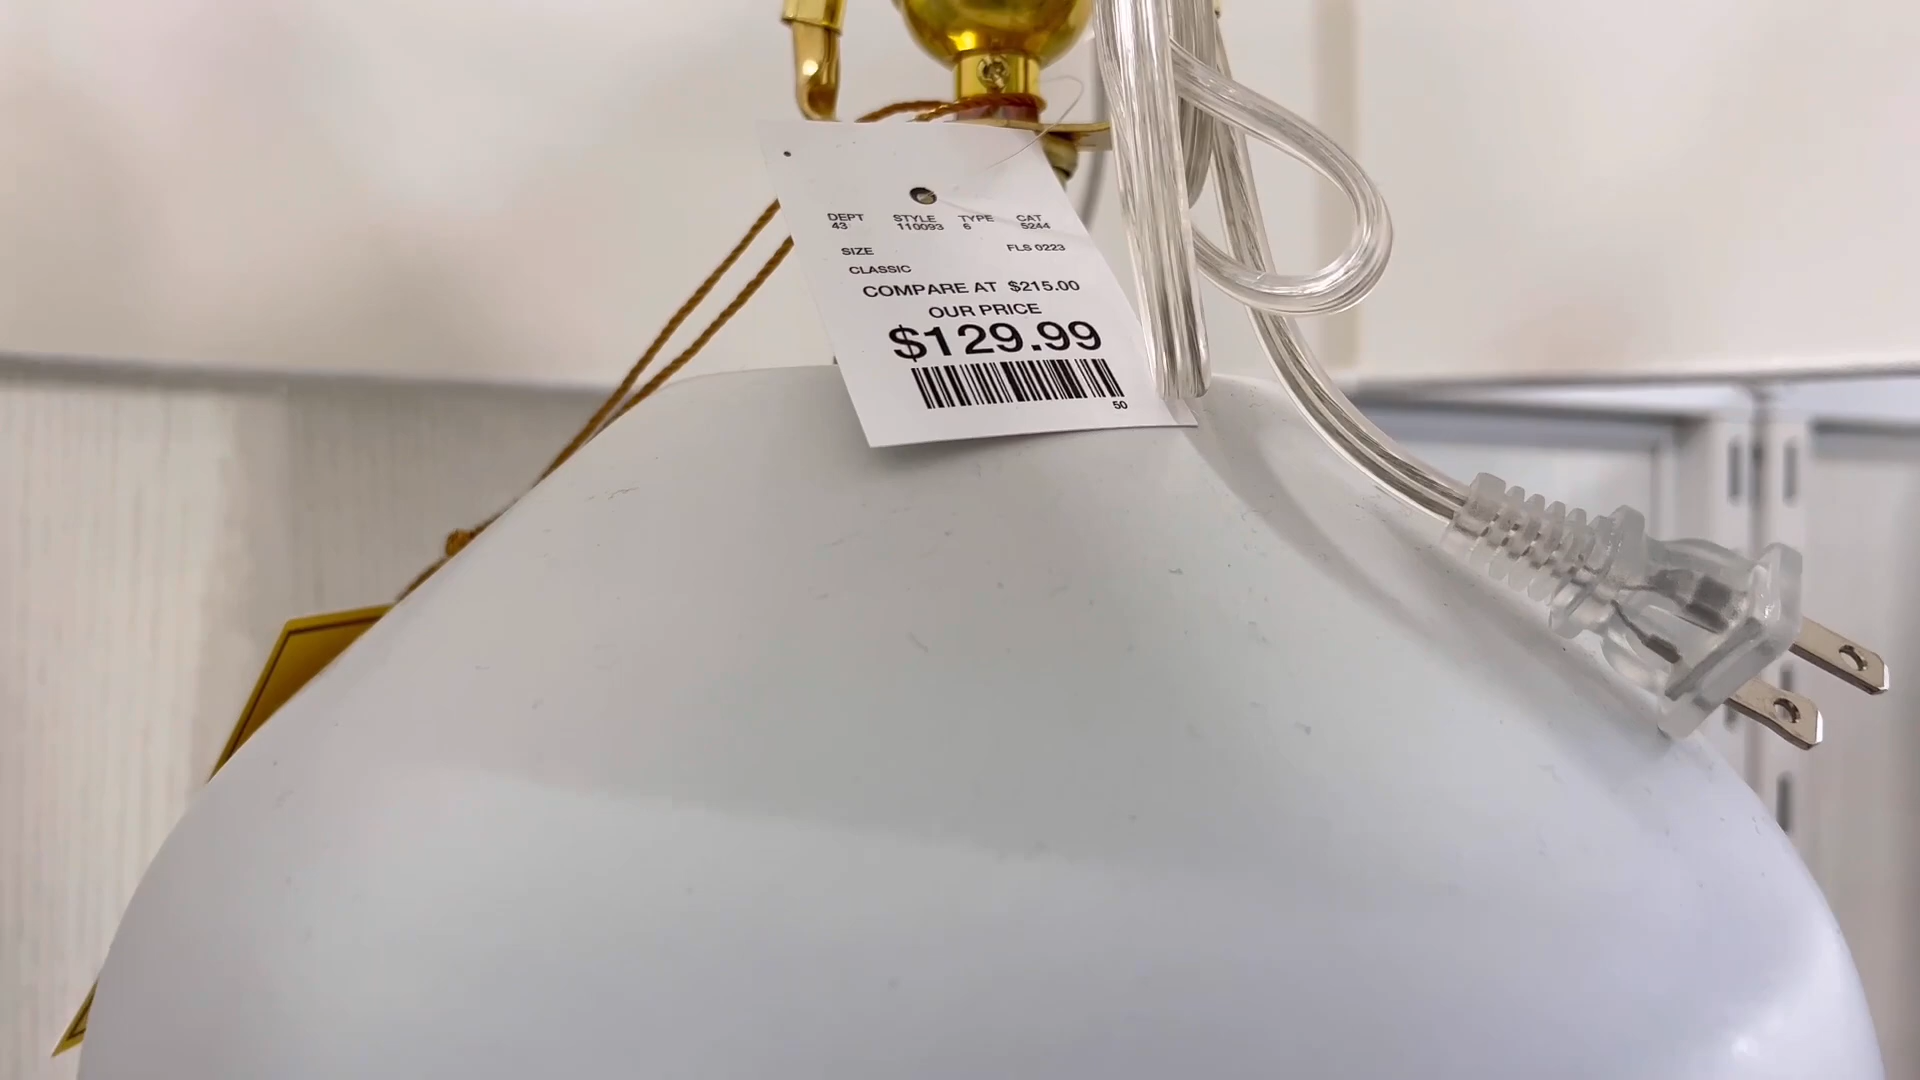 DEPT STYLE TYPE CAT
43 110093 6 5244
SIZE FLS 0223
CLASSIC
COMPARE AT $215.00
OUR PRICE
$129.99
50